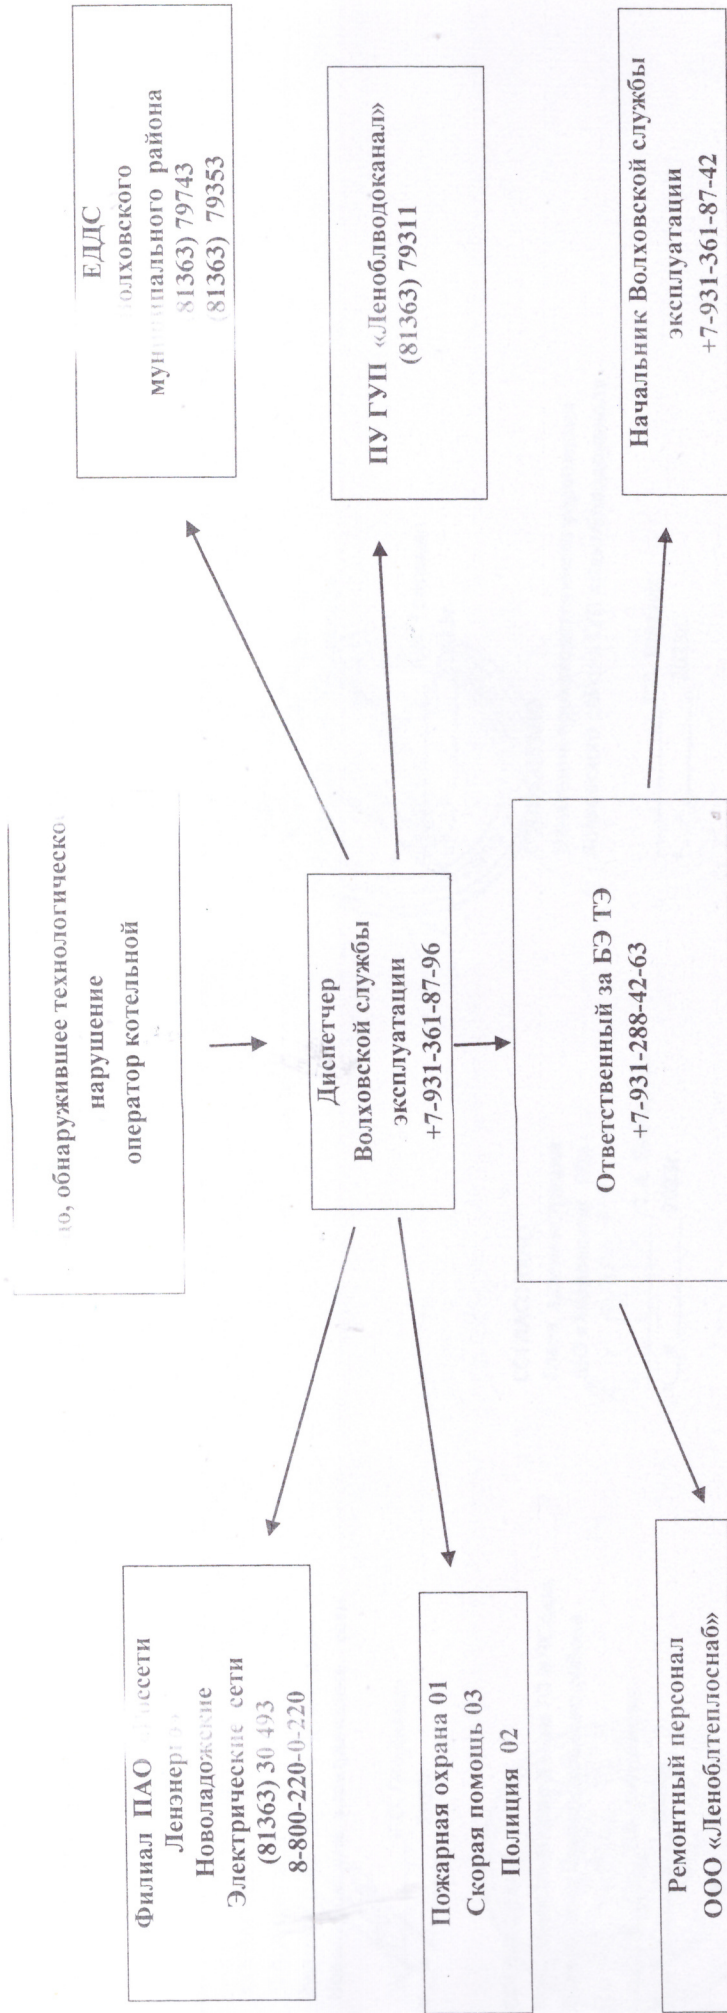 обнаружившее
нарушение
оператор котельной
Филиал ПАО
Новоладожские
Электрические сети
(81363) 30 493
8-800-220-0-220
Диспетчер
Волховской службы
эксплуатации
+7-931-361-87-96
ЕДДС
района
81363) 79743
(81363) 79353
Пожарная охрана 01
Скорая помощь 03
Полиция 02
ПУ ГУП «Леноблводоканал»
(81363) 79311
Ремонтный персонал
ООО «Леноблтеплоснаб»
Ответственный за БЭ ТЭ
+7-931-288-42-63
Начальник Волховской службы
эксплуатации
+7-931-361-87-42